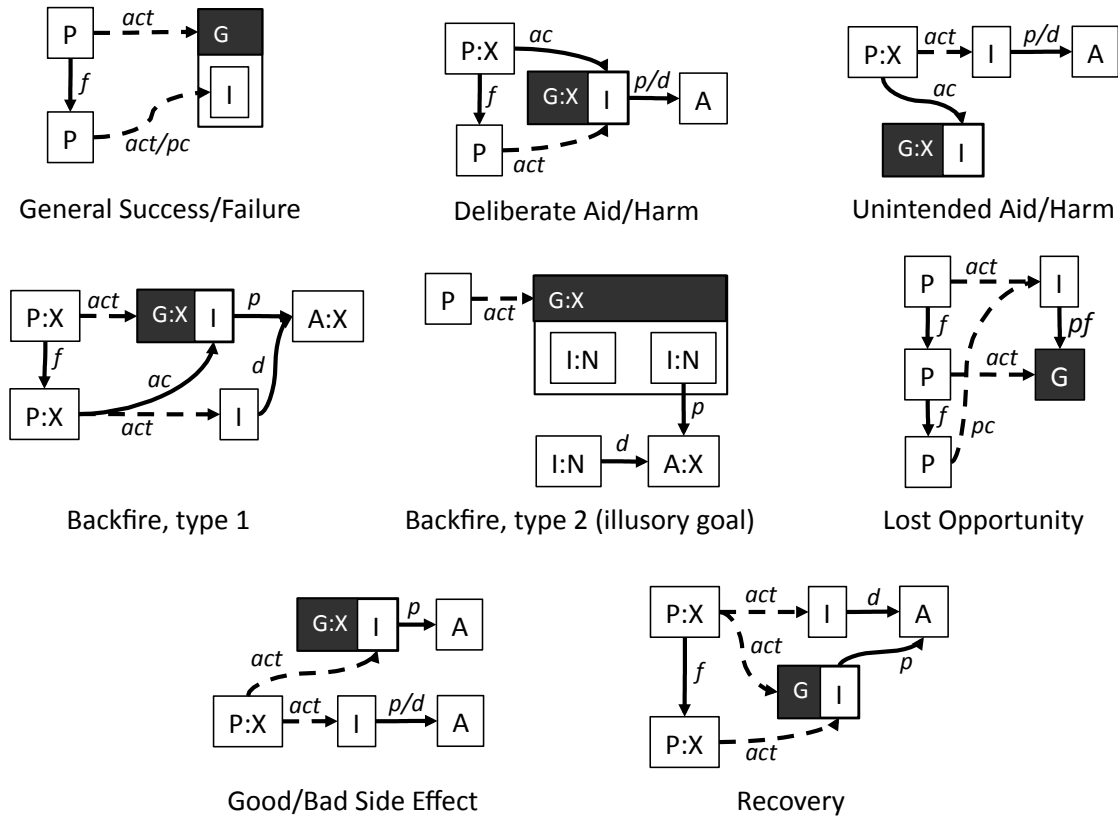 P act G
f I
P act/pc
General Success/Failure
P:X ac
f G:X I p/d A
P act
Deliberate Aid/Harm
P:X act I p/d A
ac
G:X I
Unintended Aid/Harm
P:X act G:X I p A:X
f ac d
P:X act I
Backfire, type 1
P act G:X
I:N I:N
p
I:N d A:X
Backfire, type 2 (illusory goal)
P act I
f pf
P act G
f pc
P
Lost Opportunity
G:X I p A
act
P:X act I p/d A
Good/Bad Side Effect
P:X act I d A
act p
f G I
P:X act
Recovery